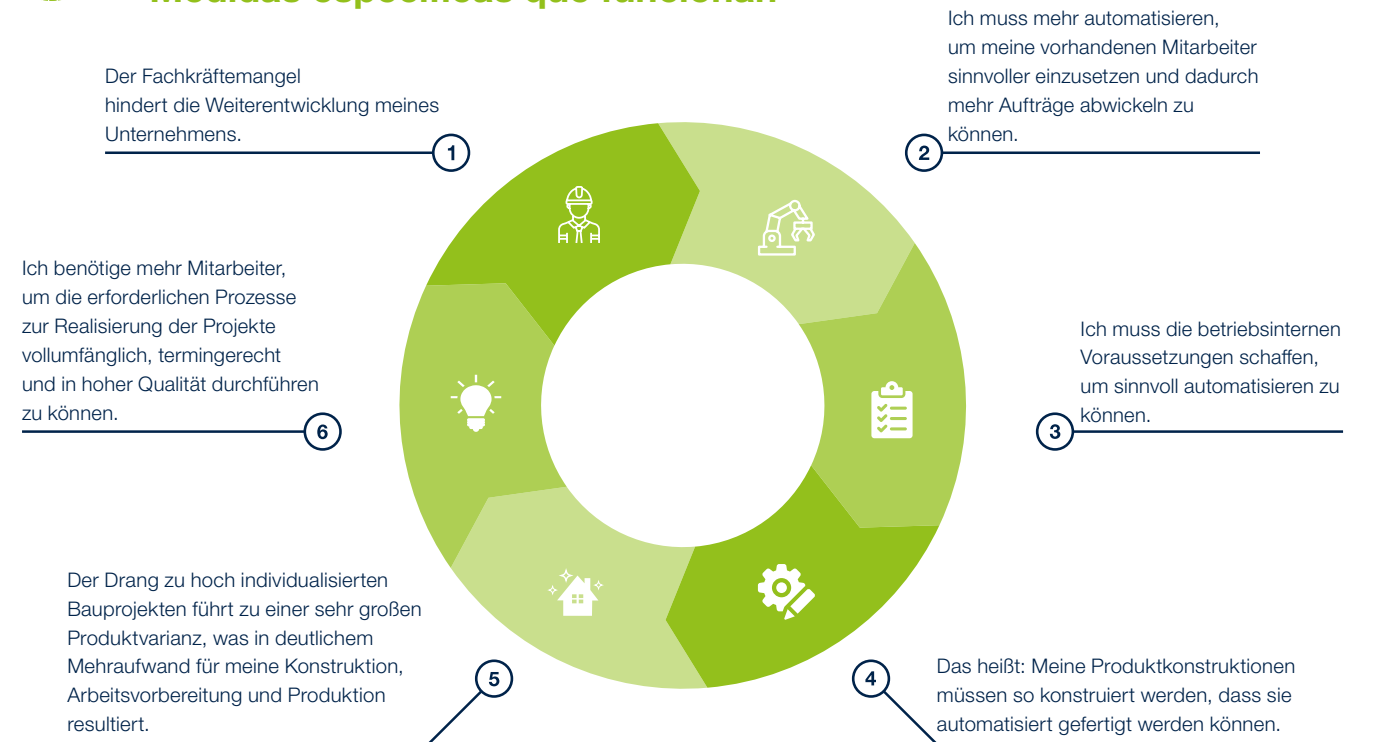 Medidas específicas que funcionan
Der Fachkräftemangel
hindert die Weiterentwicklung meines
Unternehmens.
1
Ich muss mehr automatisieren,
um meine vorhandenen Mitarbeiter
sinnvoller einzusetzen und dadurch
mehr Aufträge abwickeln zu
können.
2
Ich muss die betriebsinternen
Voraussetzungen schaffen,
um sinnvoll automatisieren zu
können.
3
Das heißt: Meine Produktkonstruktionen
müssen so konstruiert werden, dass sie
automatisiert gefertigt werden können.
4
Der Drang zu hoch individualisierten
Bauprojekten führt zu einer sehr großen
Produktvarianz, was in deutlichem
Mehraufwand für meine Konstruktion,
Arbeitsvorbereitung und Produktion
resultiert.
5
Ich benötige mehr Mitarbeiter,
um die erforderlichen Prozesse
zur Realisierung der Projekte
vollumfänglich, termingerecht
und in hoher Qualität durchführen
zu können.
6